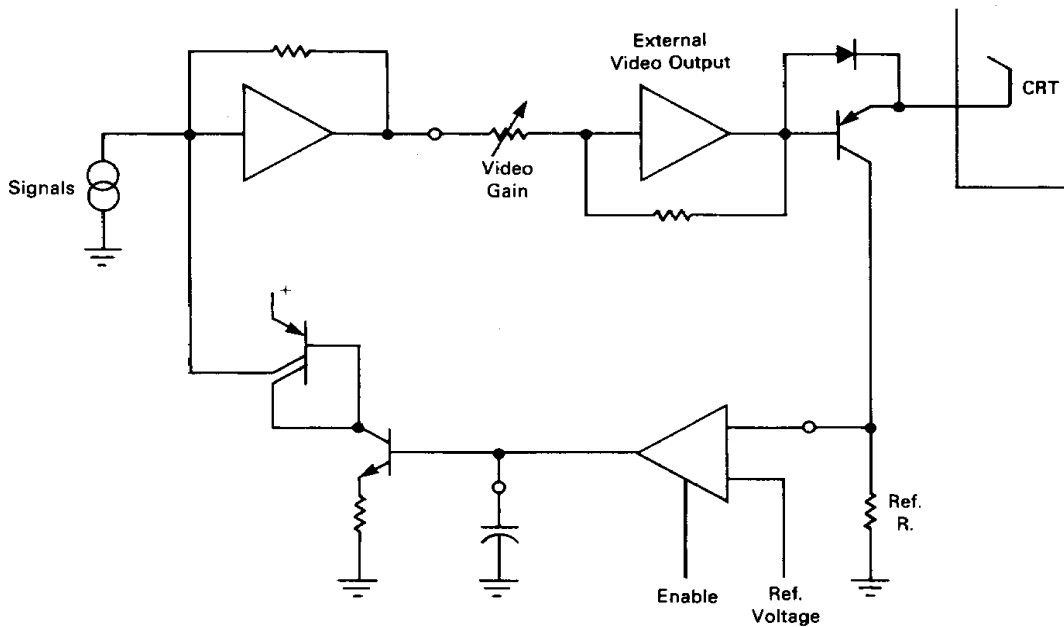 External
Video Output
CRT
Signals
Video
Gain
+
Ref.
R.
Enable
Ref.
Voltage